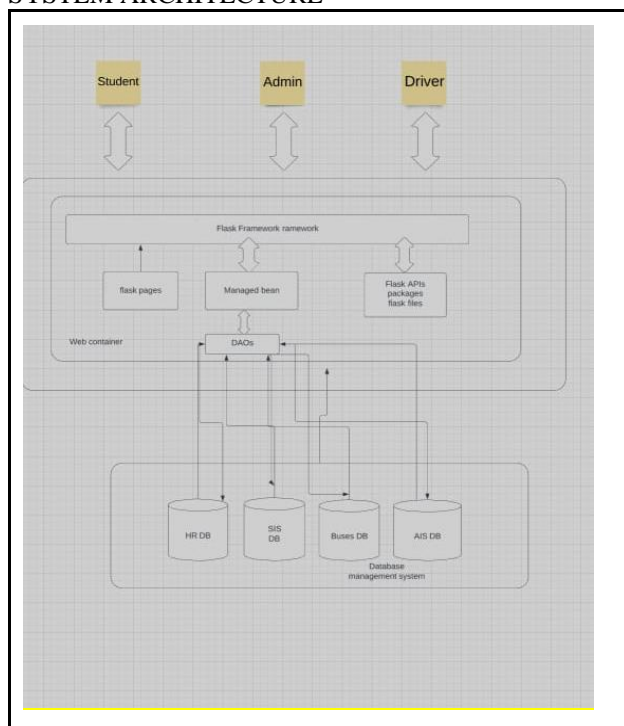 SYSTEM ARCHITECTURE
Student
Admin
Driver
Flask Framework ramework
flask pages
Managed bean
Flask APIs
packages
flask files
Web container
DAOs
HR DB
SIS
DB
Buses DB
AIS DB
Database
management system